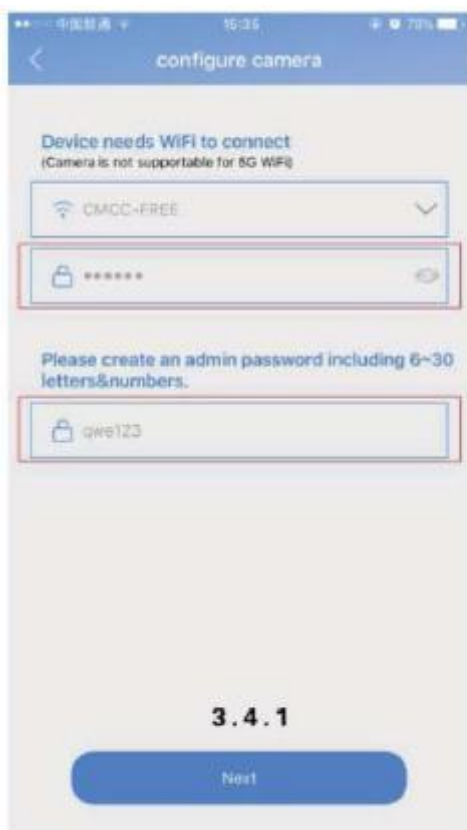 15:35
70%
configure camera
Device needs WiFi to connect
(Camera is not supportable for 5G WiFi)
CMCC-FREE
******
Please create an admin password including 6~30
letters&numbers.
qwe123
3.4.1
Next